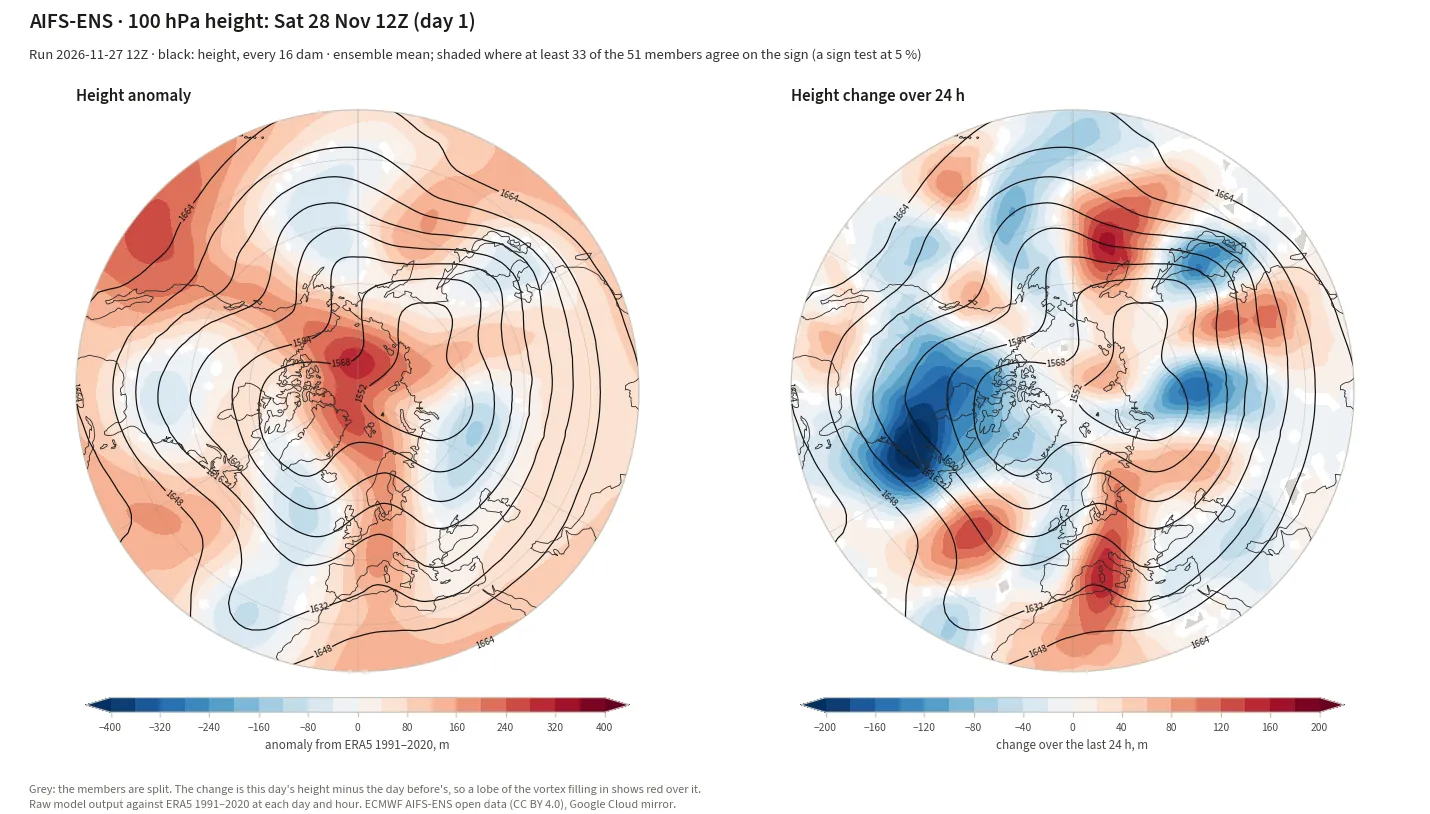 AIFS-ENS · 100 hPa height: Sat 28 Nov 12Z (day 1)
Run 2026-11-27 12Z · black: height, every 16 dam · ensemble mean; shaded where at least 33 of the 51 members agree on the sign (a sign test at 5 %)
Height anomaly
Height change over 24 h
1664
1664
1584
1568
1552
1664
1600
1616
1648
1632
1648
1664
1664
1664
1584
1568
1552
1664
1600
1616
1648
1632
1648
1664
−400 −320 −240 −160 −80 0 80 160 240 320 400
anomaly from ERA5 1991–2020, m
−200 −160 −120 −80 −40 0 40 80 120 160 200
change over the last 24 h, m
Grey: the members are split. The change is this day's height minus the day before's, so a lobe of the vortex filling in shows red over it.
Raw model output against ERA5 1991–2020 at each day and hour. ECMWF AIFS-ENS open data (CC BY 4.0), Google Cloud mirror.